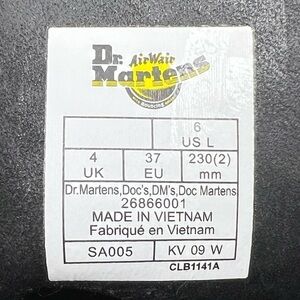 Dr. AirWair
Martens
6
US L
4 37 230(2)
UK EU mm
Dr.Martens,Doc's,DM's,Doc Martens
26866001
MADE IN VIETNAM
Fabriqué en Vietnam
SA005 KV 09 W
CLB1141A